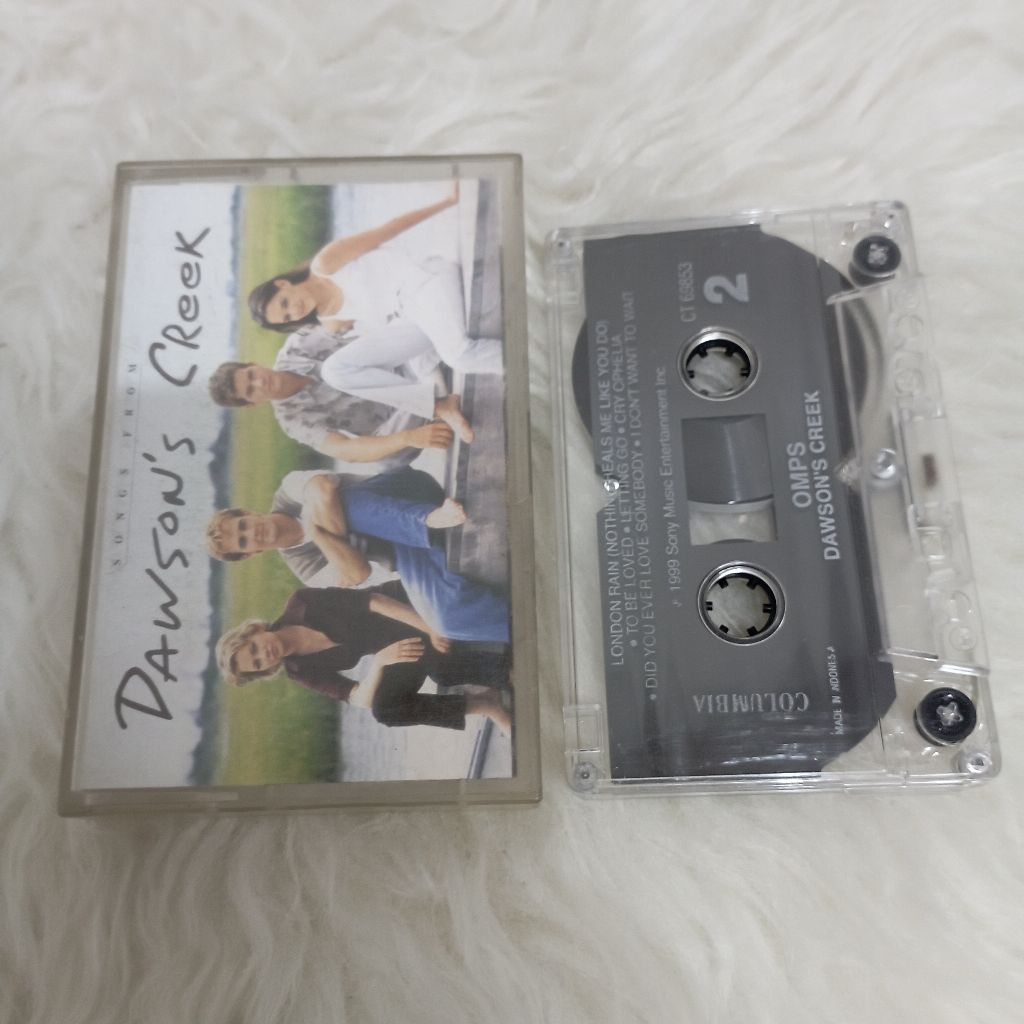 SONGS FROM
DAWSON'S CREEK
LONDON RAIN (NOTHING HEALS ME LIKE YOU DO)
• TO BE LOVED • LETTING GO • CRY OPHELIA
• DID YOU EVER LOVE SOMEBODY • I DON'T WANT TO WAIT
CT 69853
2
℗ 1999 Sony Music Entertainment Inc.
OMPS
DAWSON'S CREEK
COLUMBIA
MADE IN INDONESIA